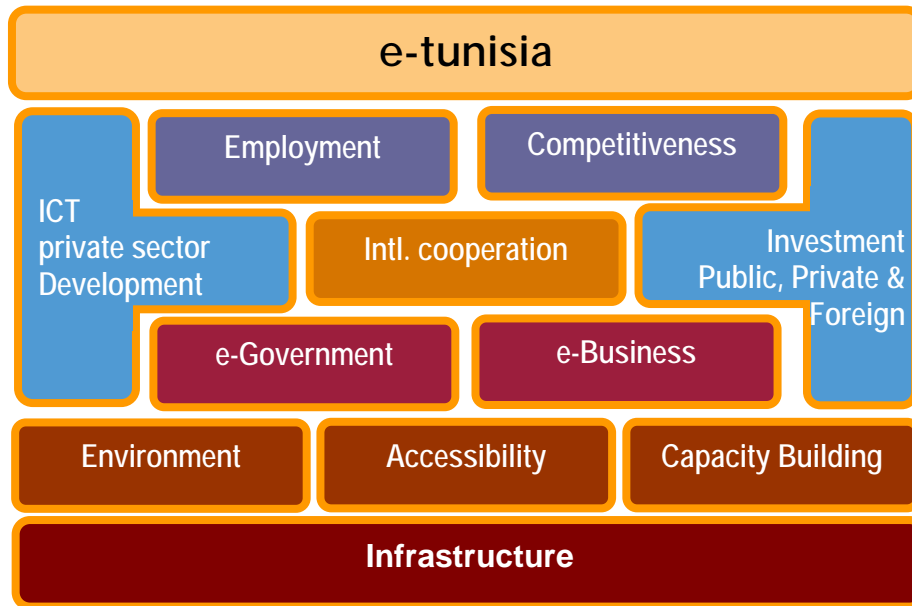 e-tunisia
Employment
Competitiveness
ICT
private sector
Development
Intl. cooperation
Investment
Public, Private &
Foreign
e-Government
e-Business
Environment
Accessibility
Capacity Building
Infrastructure